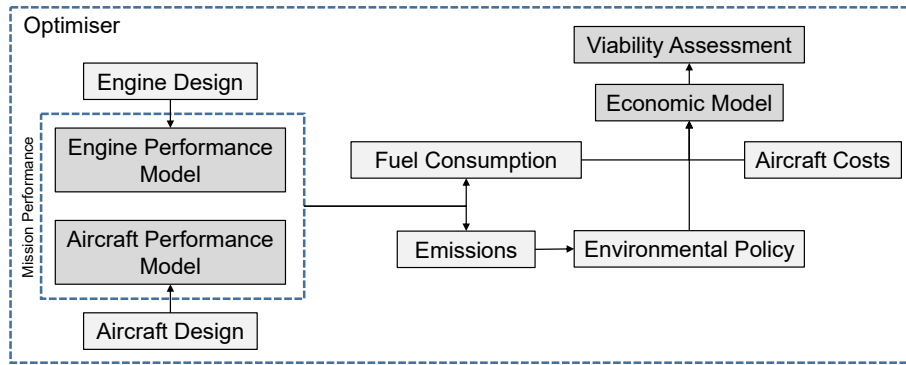 Optimiser
Viability Assessment
Engine Design
Economic Model
Mission Performance
Engine Performance
Model
Fuel Consumption
Aircraft Costs
Aircraft Performance
Model
Emissions
Environmental Policy
Aircraft Design